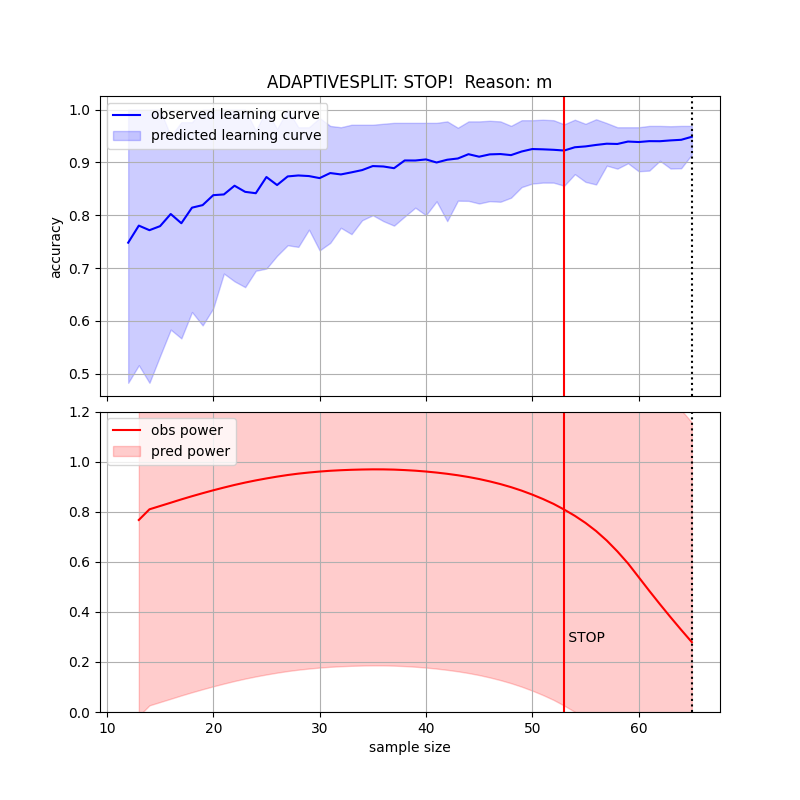 ADAPTIVESPLIT: STOP!  Reason: m
observed learning curve
predicted learning curve
1.0
0.9
0.8
0.7
0.6
0.5
accuracy
obs power
pred power
1.2
1.0
0.8
0.6
0.4
0.2
0.0
STOP
10 20 30 40 50 60
sample size